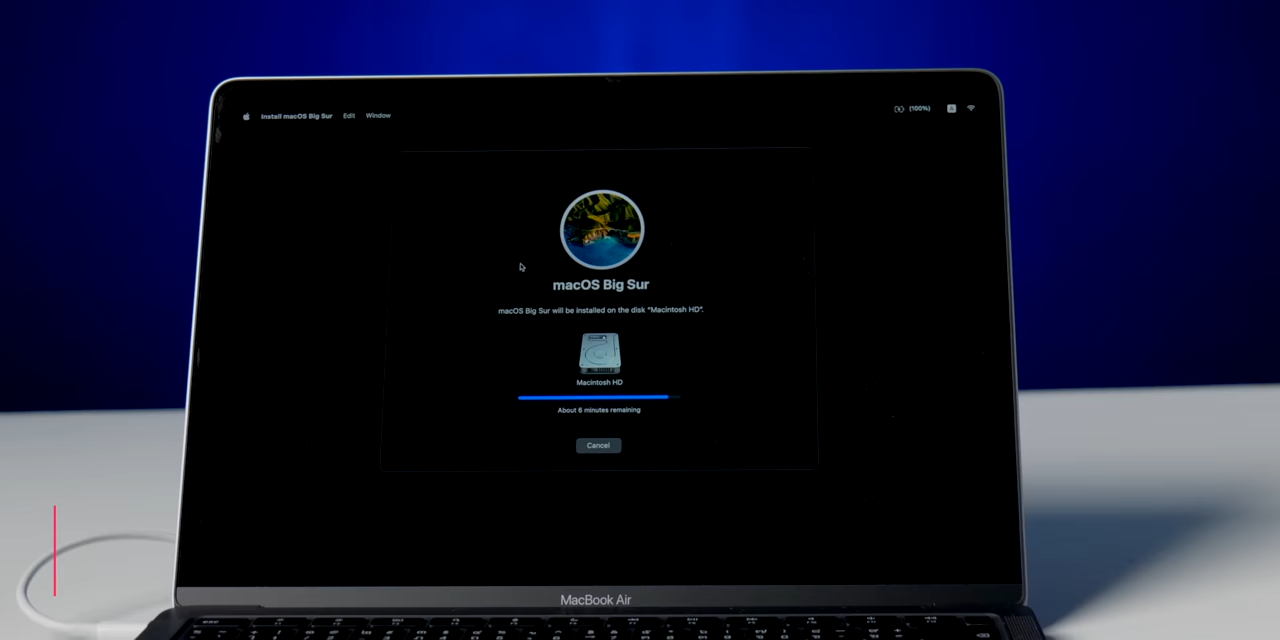 Install macOS Big Sur Edit Window (100%) A
macOS Big Sur
macOS Big Sur will be installed on the disk “Macintosh HD”.
Macintosh HD
About 6 minutes remaining
Cancel
MacBook Air
esc